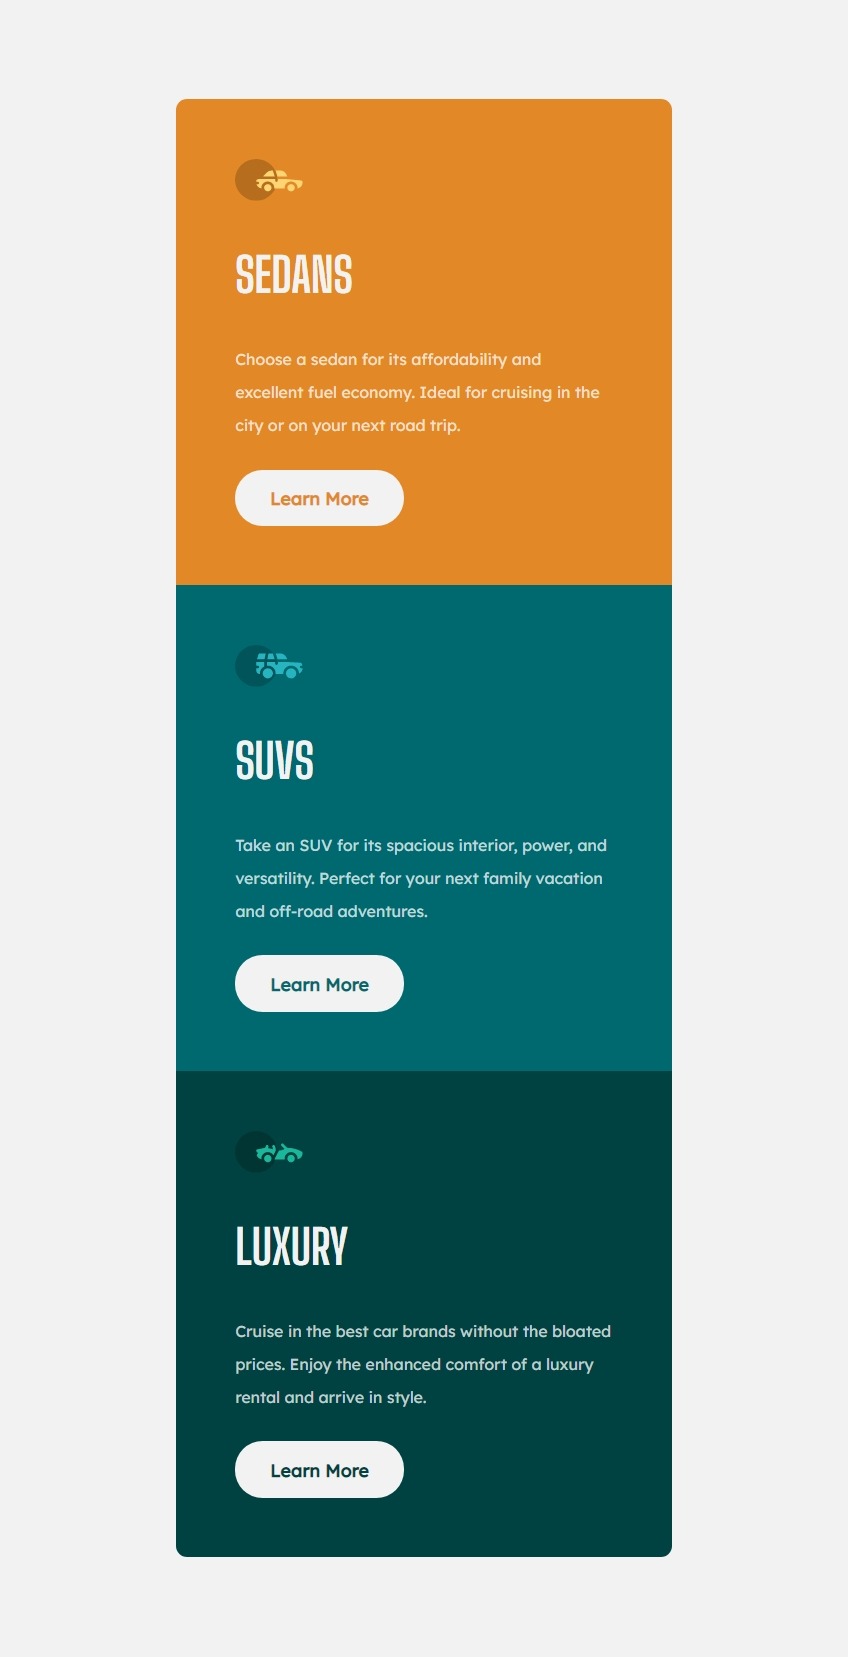 SEDANS
Choose a sedan for its affordability and
excellent fuel economy. Ideal for cruising in the
city or on your next road trip.
Learn More
SUVS
Take an SUV for its spacious interior, power, and
versatility. Perfect for your next family vacation
and off-road adventures.
Learn More
LUXURY
Cruise in the best car brands without the bloated
prices. Enjoy the enhanced comfort of a luxury
rental and arrive in style.
Learn More